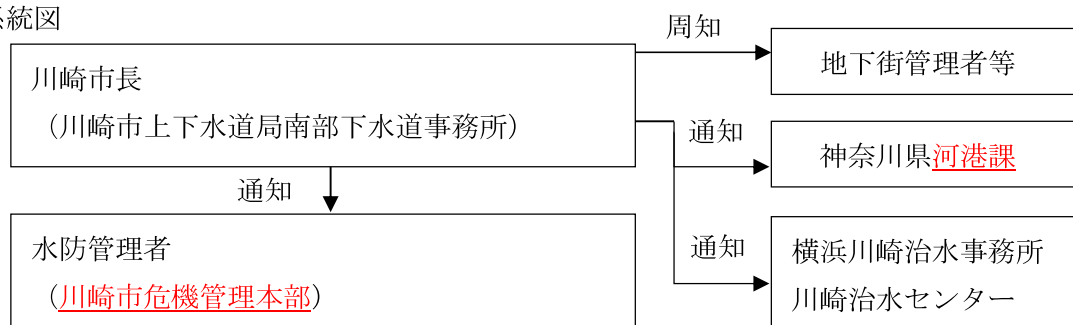 系統図
周知
地下街管理者等
川崎市長
（川崎市上下水道局南部下水道事務所）
通知
神奈川県河港課
通知
水防管理者
（川崎市危機管理本部）
通知
横浜川崎治水事務所
川崎治水センター